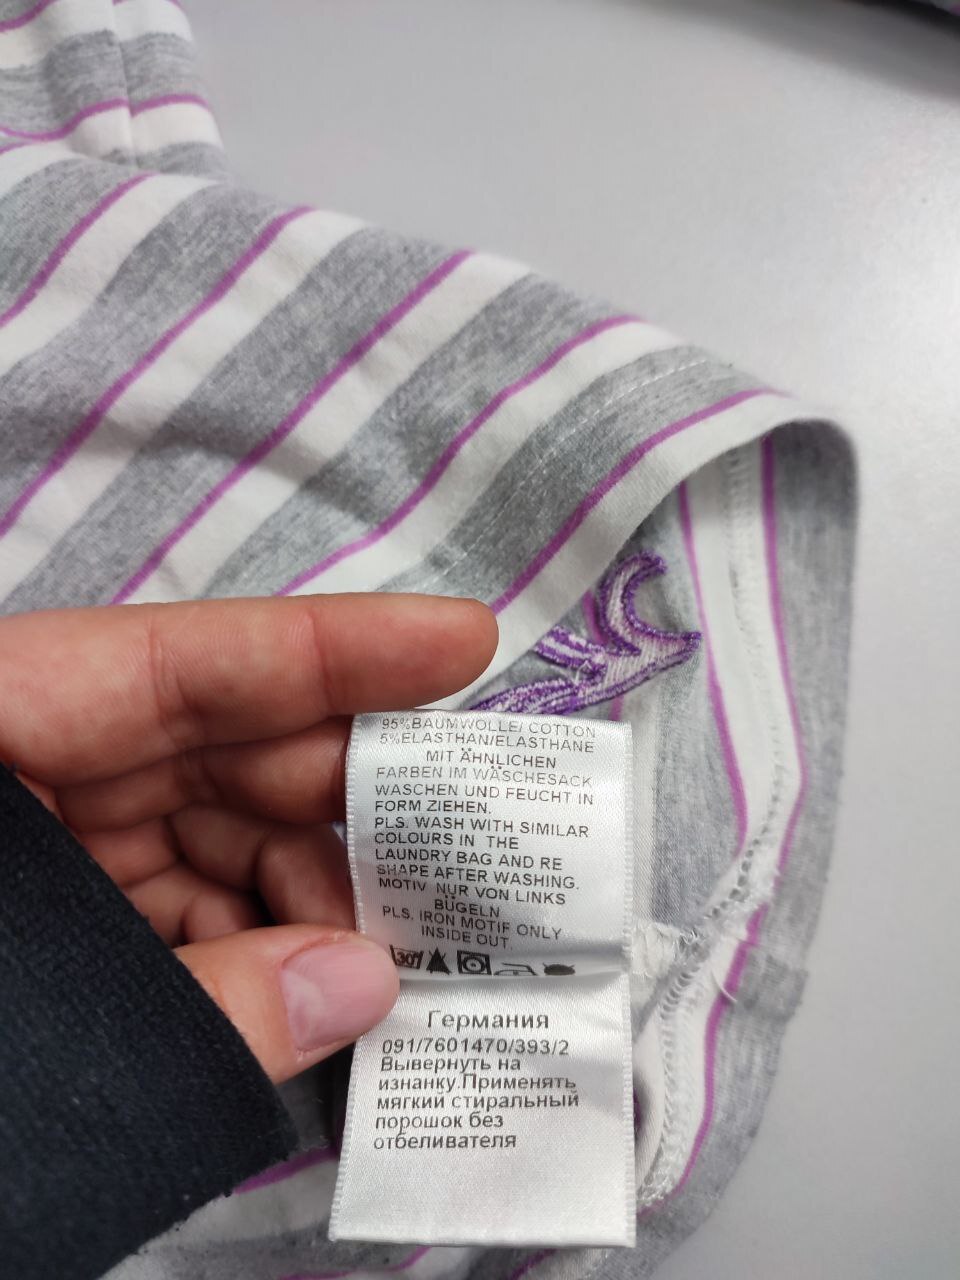 95%BAUMWOLLE/ COTTON
5%ELASTHAN/ELASTHANE
MIT ÄHNLICHEN
FARBEN IM WÄSCHESACK
WASCHEN UND FEUCHT IN
FORM ZIEHEN.
PLS. WASH WITH SIMILAR
COLOURS IN THE
LAUNDRY BAG AND RE
SHAPE AFTER WASHING.
MOTIV NUR VON LINKS
BÜGELN
PLS. IRON MOTIF ONLY
INSIDE OUT.
30°
Германия
091/7601470/393/2
Вывернуть на
изнанку.Применять
мягкий стиральный
порошок без
отбеливателя